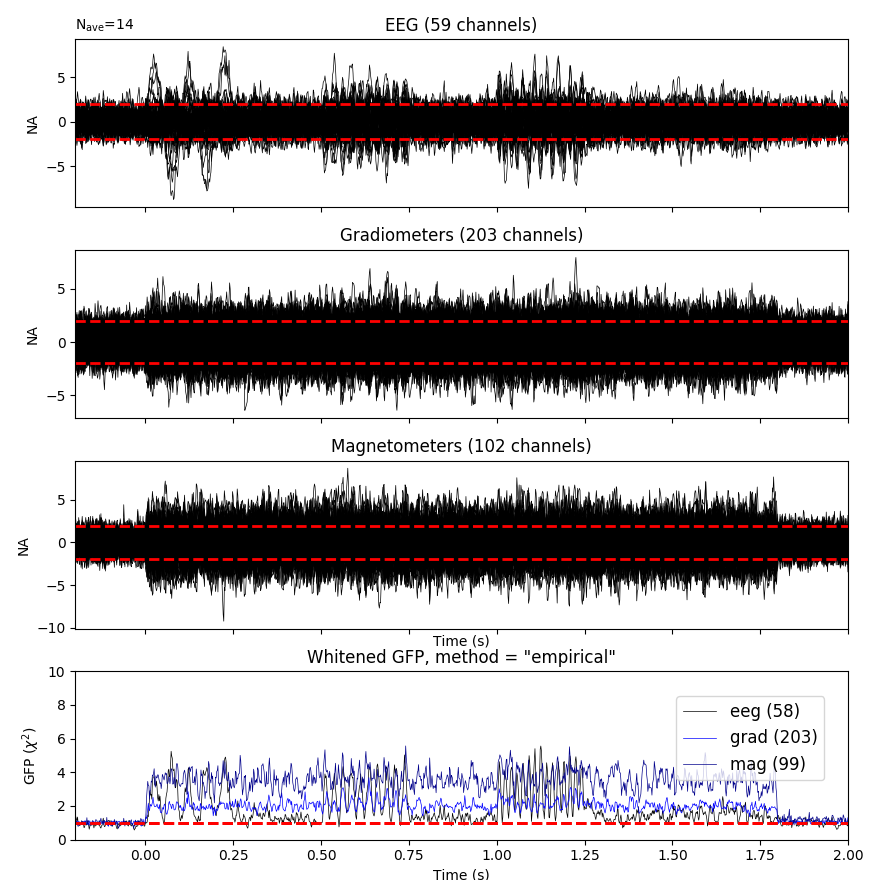 Nave=14
EEG (59 channels)
5
0
−5
NA
Gradiometers (203 channels)
5
0
−5
NA
Magnetometers (102 channels)
5
0
−5
−10
NA
Time (s)
Whitened GFP, method = "empirical"
10
8
6
4
2
0
GFP (χ²)
eeg (58)
grad (203)
mag (99)
0.00 0.25 0.50 0.75 1.00 1.25 1.50 1.75 2.00
Time (s)